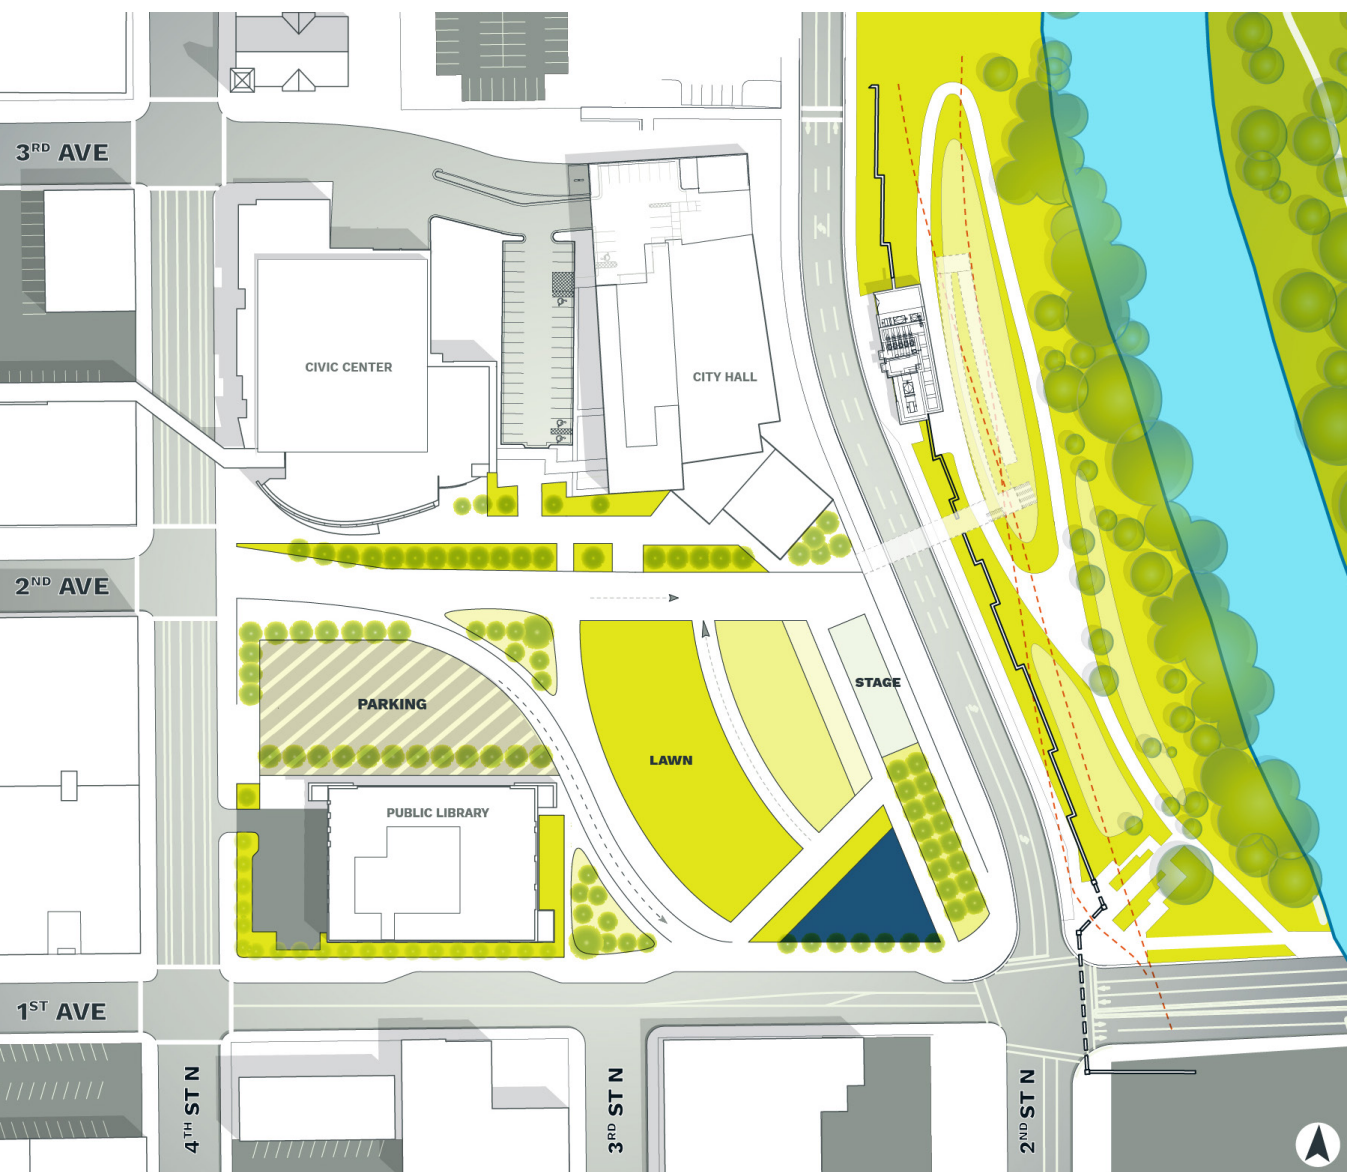 3RD AVE
CIVIC CENTER
CITY HALL
2ND AVE
STAGE
PARKING
LAWN
PUBLIC LIBRARY
1ST AVE
4TH ST N
3RD ST N
2ND ST N